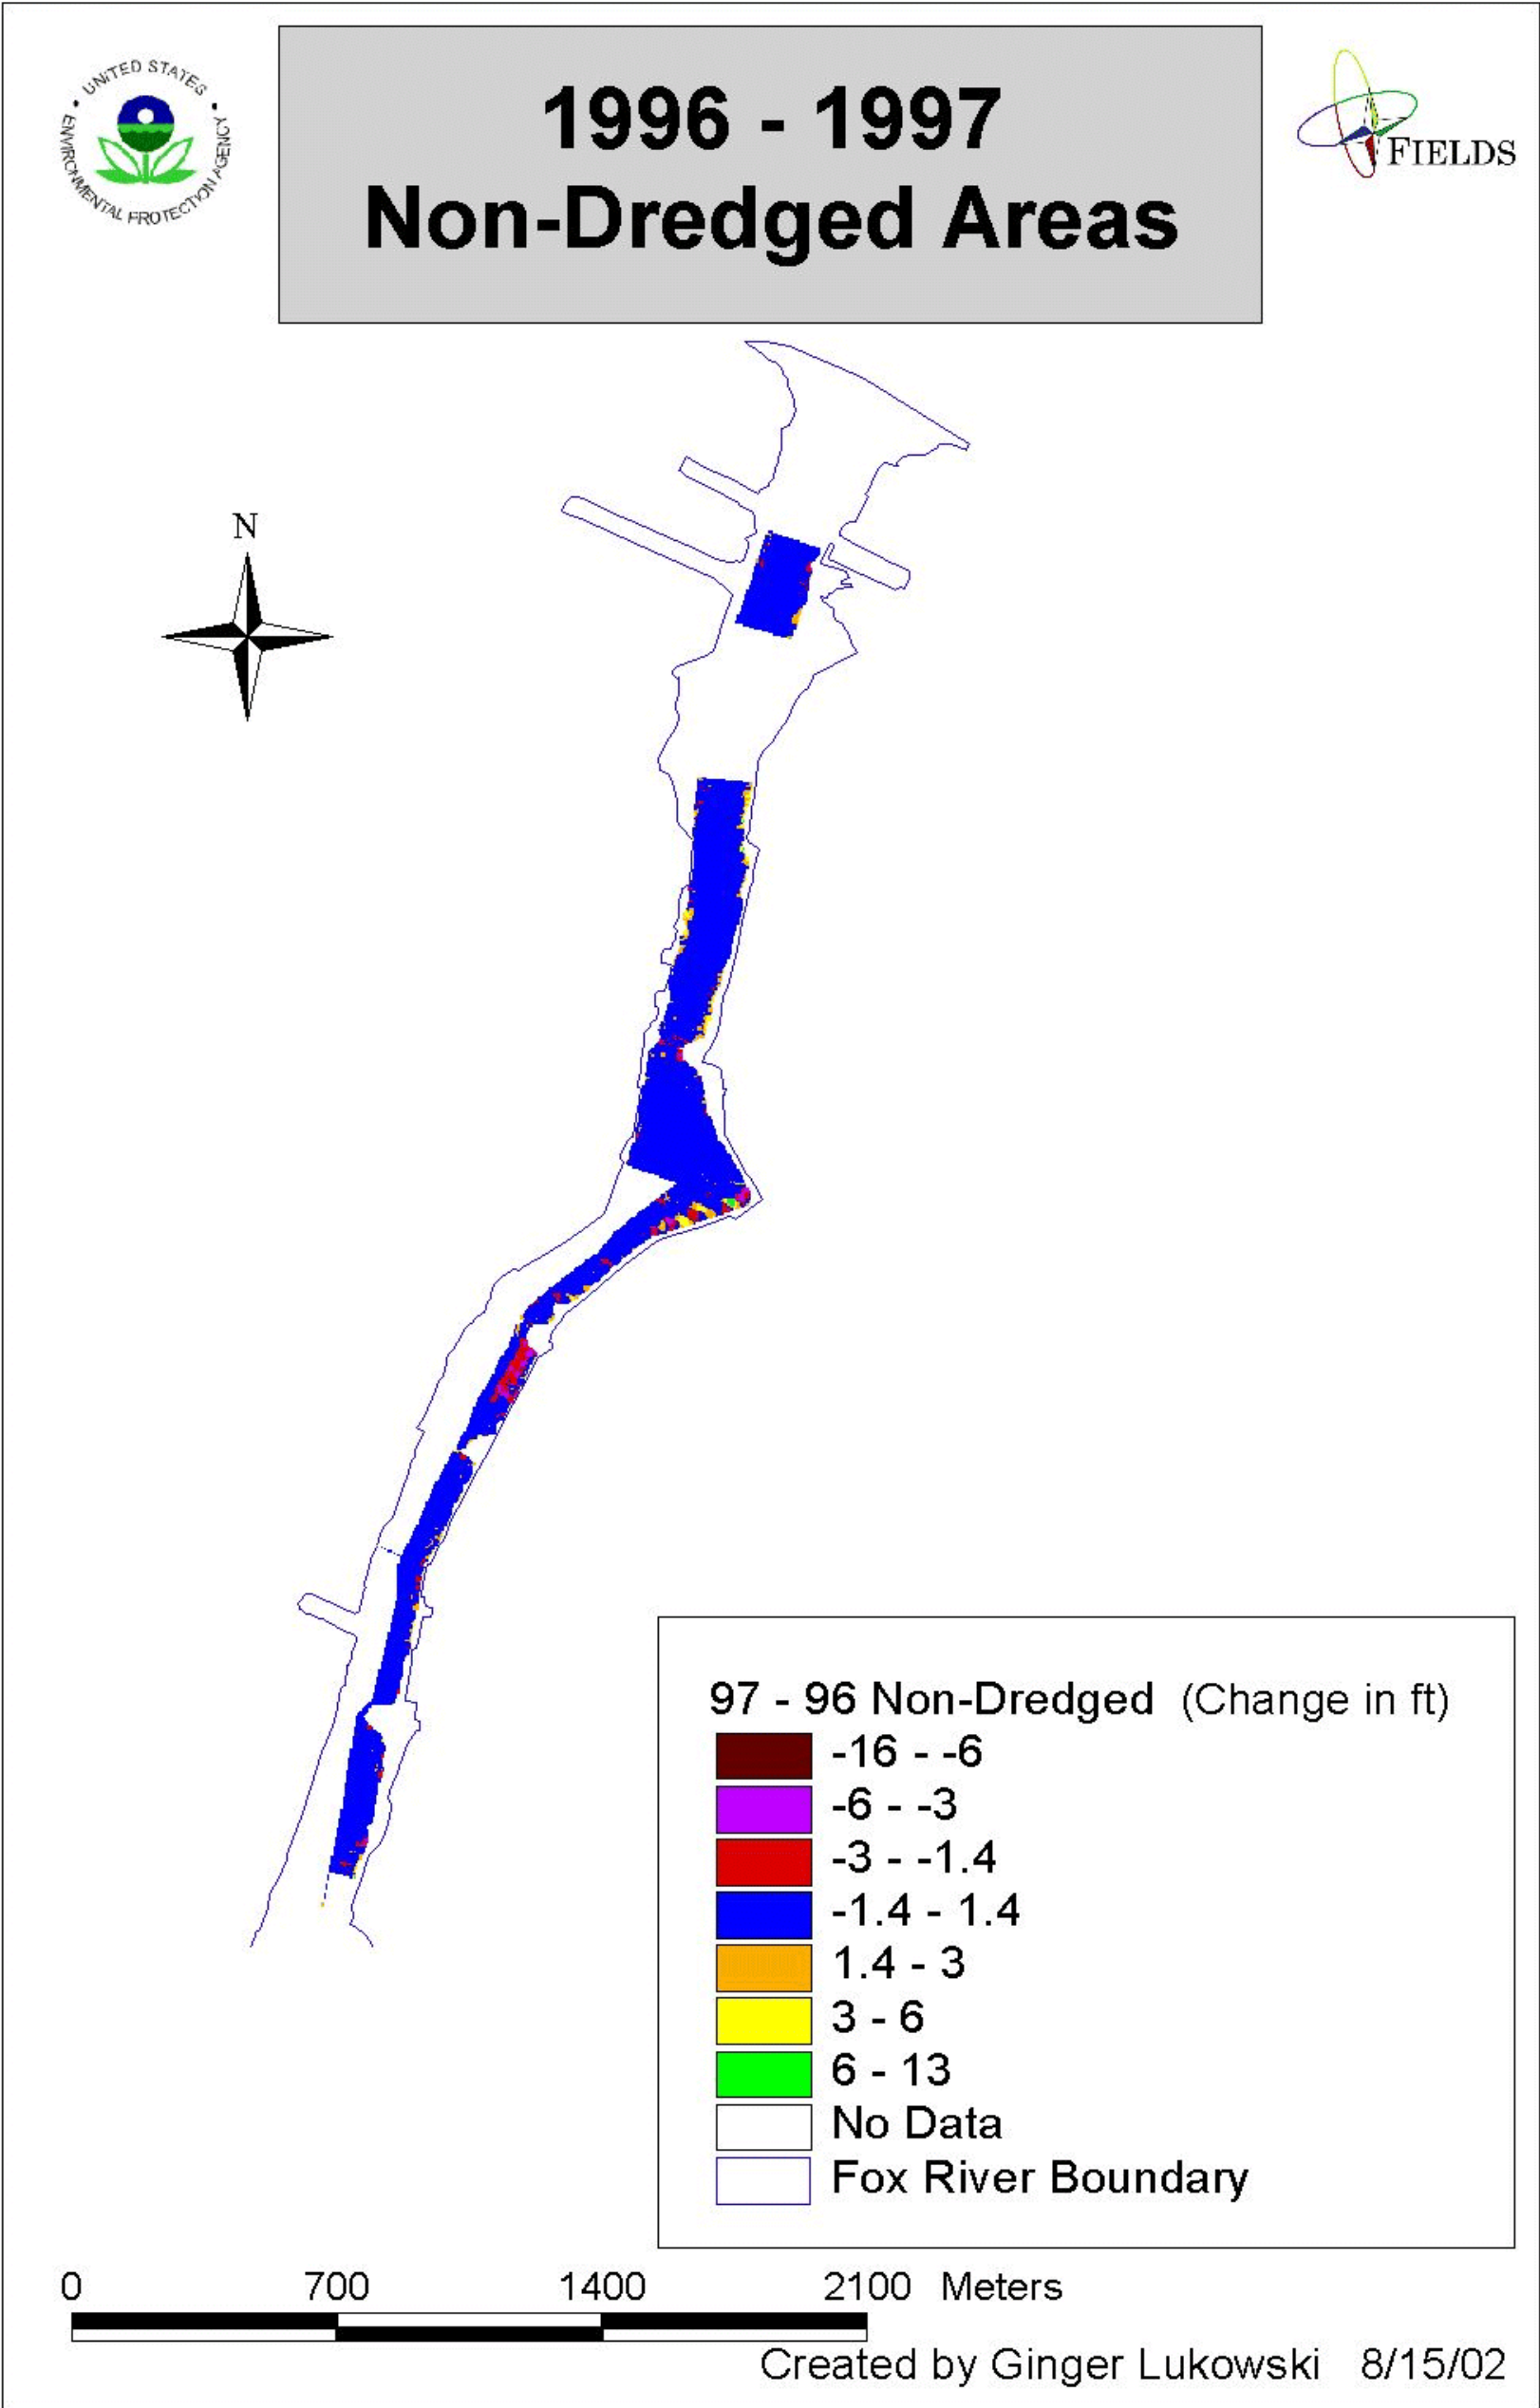 UNITED STATES
ENVIRONMENTAL PROTECTION AGENCY
1996 - 1997
Non-Dredged Areas
FIELDS
N
97 - 96 Non-Dredged (Change in ft)
-16 - -6
-6 - -3
-3 - -1.4
-1.4 - 1.4
1.4 - 3
3 - 6
6 - 13
No Data
Fox River Boundary
0 700 1400 2100 Meters
Created by Ginger Lukowski 8/15/02